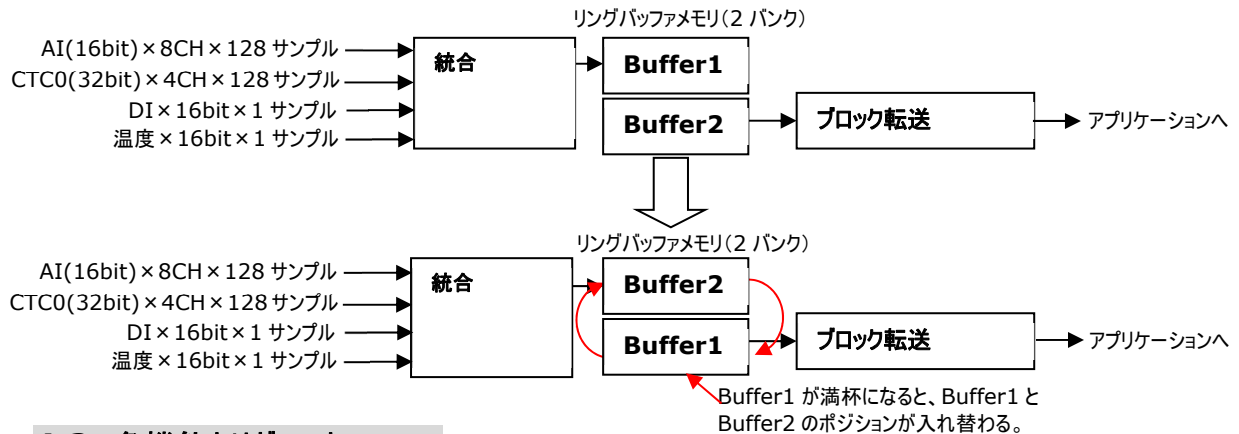 リングバッファメモリ(2 バンク)
AI(16bit)×8CH×128 サンプル
CTC0(32bit)×4CH×128 サンプル
DI×16bit×1 サンプル
温度×16bit×1 サンプル
統合
Buffer1
Buffer2
ブロック転送
アプリケーションへ
リングバッファメモリ(2 バンク)
AI(16bit)×8CH×128 サンプル
CTC0(32bit)×4CH×128 サンプル
DI×16bit×1 サンプル
温度×16bit×1 サンプル
統合
Buffer2
Buffer1
ブロック転送
アプリケーションへ
Buffer1 が満杯になると、Buffer1 と
Buffer2 のポジションが入れ替わる。